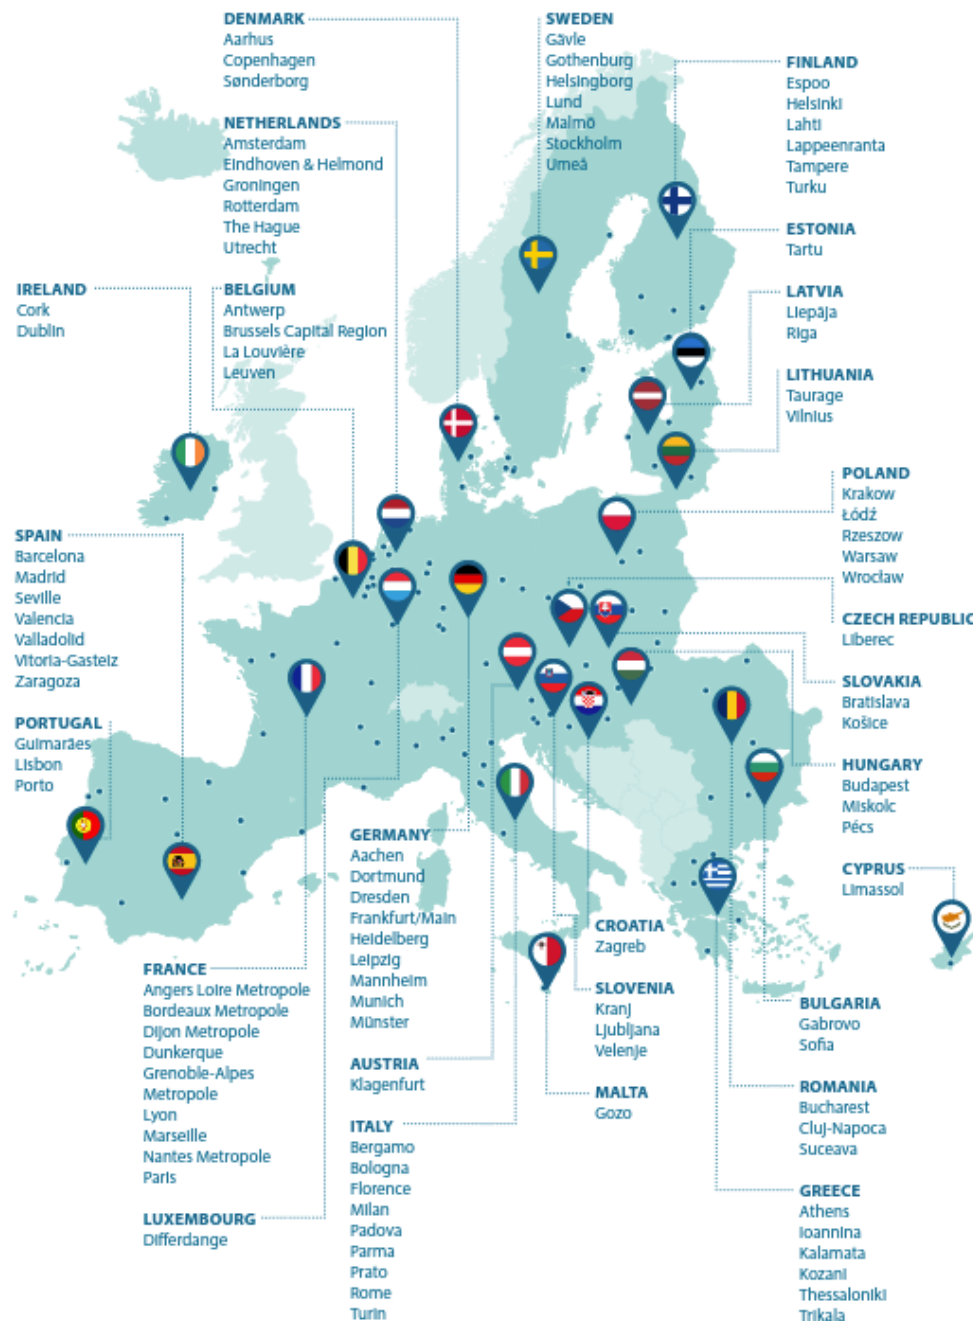 DENMARK
Aarhus
Copenhagen
Sønderborg
SWEDEN
Gävle
Gothenburg
Helsingborg
Lund
Malmö
Stockholm
Umeå
FINLAND
Espoo
Helsinki
Lahti
Lappeenranta
Tampere
Turku
NETHERLANDS
Amsterdam
Eindhoven & Helmond
Groningen
Rotterdam
The Hague
Utrecht
ESTONIA
Tartu
IRELAND
Cork
Dublin
BELGIUM
Antwerp
Brussels Capital Region
La Louvière
Leuven
LATVIA
Liepāja
Riga
LITHUANIA
Taurage
Vilnius
POLAND
Krakow
Łódź
Rzeszow
Warsaw
Wrocław
SPAIN
Barcelona
Madrid
Seville
Valencia
Valladolid
Vitoria-Gasteiz
Zaragoza
CZECH REPUBLIC
Liberec
SLOVAKIA
Bratislava
Košice
PORTUGAL
Guimarães
Lisbon
Porto
HUNGARY
Budapest
Miskolc
Pécs
GERMANY
Aachen
Dortmund
Dresden
Frankfurt/Main
Heidelberg
Leipzig
Mannheim
Munich
Münster
CYPRUS
Limassol
CROATIA
Zagreb
FRANCE
Angers Loire Metropole
Bordeaux Metropole
Dijon Metropole
Dunkerque
Grenoble-Alpes
Metropole
Lyon
Marseille
Nantes Metropole
Paris
SLOVENIA
Kranj
Ljubljana
Velenje
BULGARIA
Gabrovo
Sofia
AUSTRIA
Klagenfurt
MALTA
Gozo
ROMANIA
Bucharest
Cluj-Napoca
Suceava
ITALY
Bergamo
Bologna
Florence
Milan
Padova
Parma
Prato
Rome
Turin
LUXEMBOURG
Differdange
GREECE
Athens
Ioannina
Kalamata
Kozani
Thessaloniki
Trikala